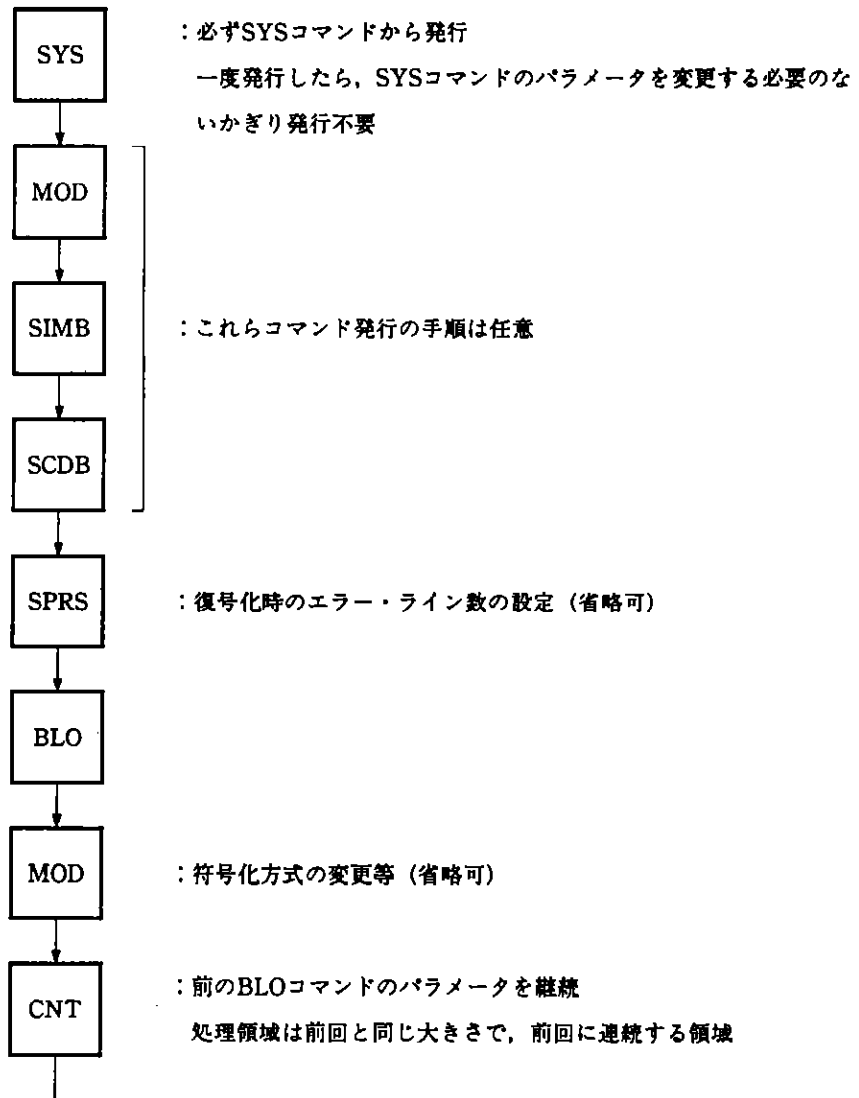 SYS
：必ずSYSコマンドから発行
一度発行したら，SYSコマンドのパラメータを変更する必要のな
いかぎり発行不要
MOD
SIMB
：これらコマンド発行の手順は任意
SCDB
SPRS
：復号化時のエラー・ライン数の設定（省略可）
BLO
MOD
：符号化方式の変更等（省略可）
CNT
：前のBLOコマンドのパラメータを継続
処理領域は前回と同じ大きさで，前回に連続する領域